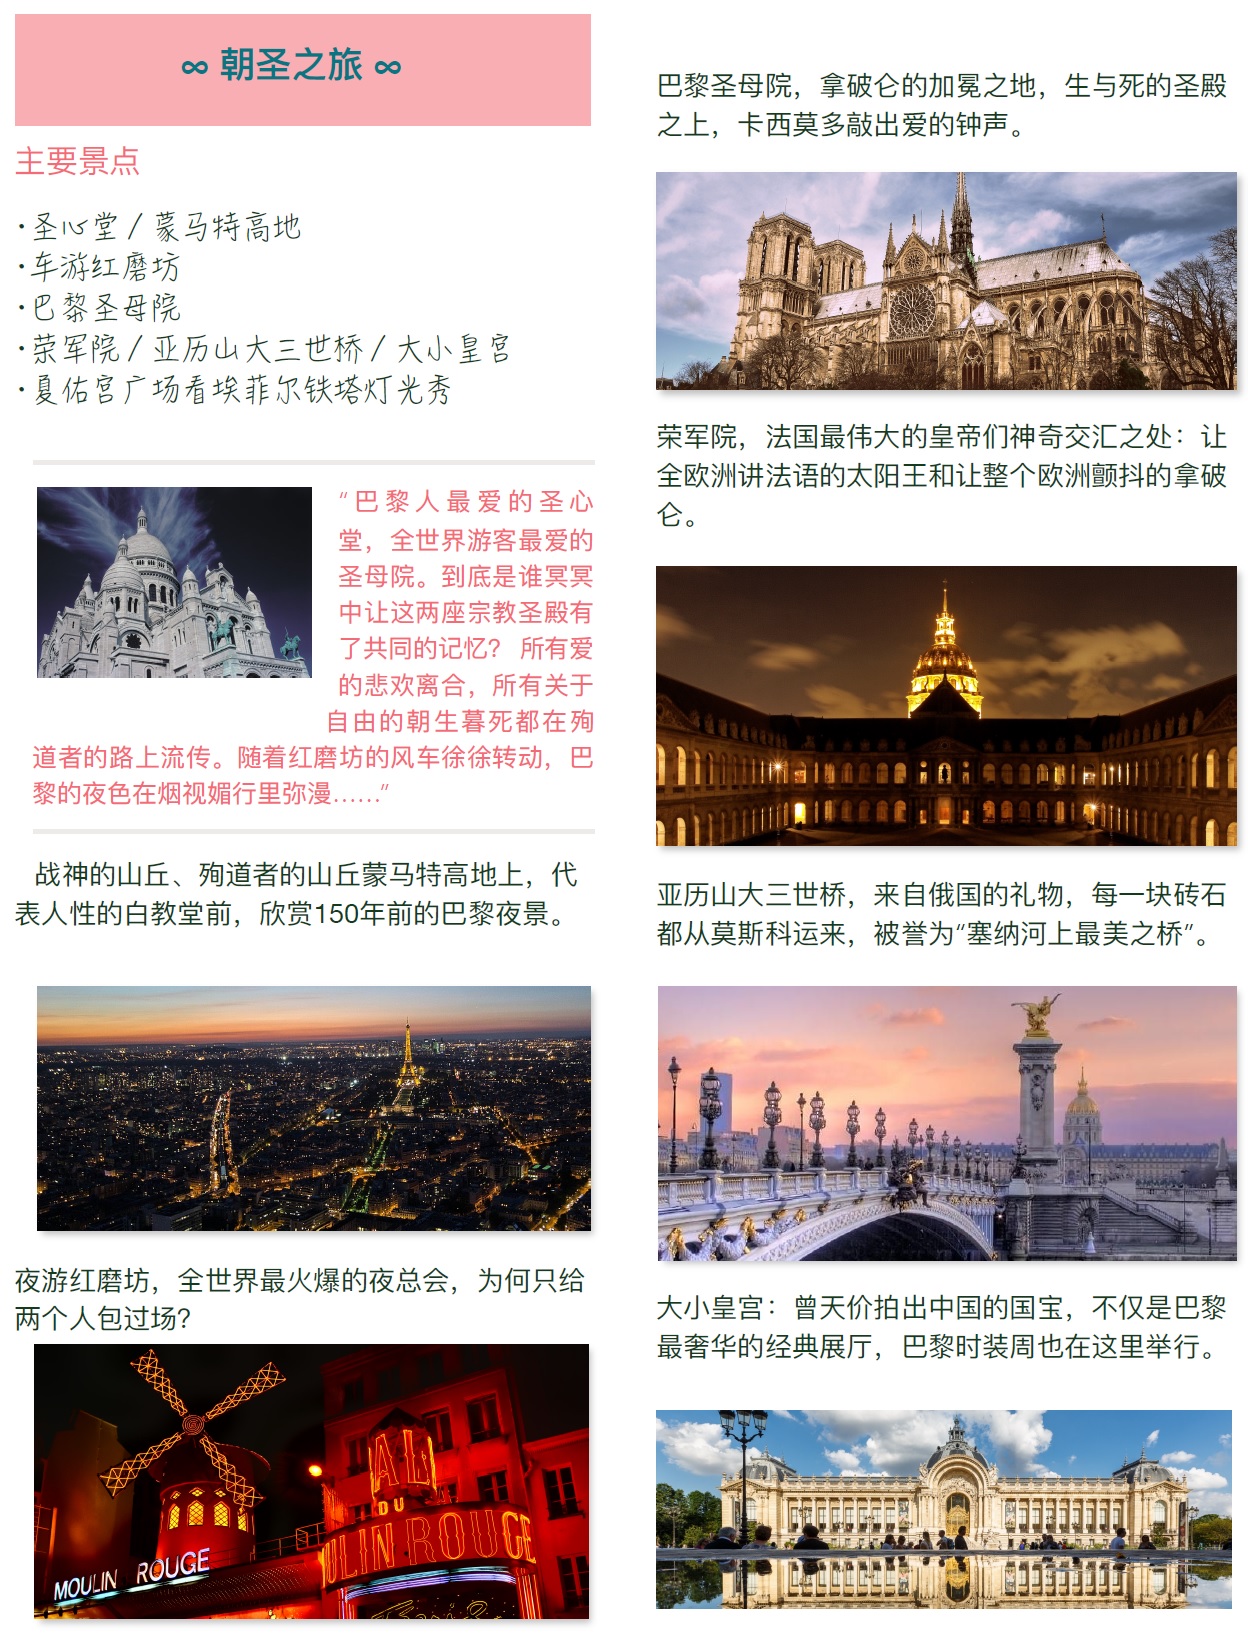 ∞ 朝圣之旅 ∞
主要景点
·圣心堂 / 蒙马特高地
·车游红磨坊
·巴黎圣母院
·荣军院 / 亚历山大三世桥 / 大小皇宫
·夏佑宫广场看埃菲尔铁塔灯光秀
“巴黎人最爱的圣心
堂，全世界游客最爱的
圣母院。到底是谁冥冥
中让这两座宗教圣殿有
了共同的记忆？ 所有爱
的悲欢离合，所有关于
自由的朝生暮死都在殉
道者的路上流传。随着红磨坊的风车徐徐转动，巴
黎的夜色在烟视媚行里弥漫……”
战神的山丘、殉道者的山丘蒙马特高地上，代
表人性的白教堂前，欣赏150年前的巴黎夜景。
夜游红磨坊，全世界最火爆的夜总会，为何只给
两个人包过场？
BAL
DU
MOULIN ROUGE
MOULIN ROUGE
巴黎圣母院，拿破仑的加冕之地，生与死的圣殿
之上，卡西莫多敲出爱的钟声。
荣军院，法国最伟大的皇帝们神奇交汇之处：让
全欧洲讲法语的太阳王和让整个欧洲颤抖的拿破
仑。
亚历山大三世桥，来自俄国的礼物，每一块砖石
都从莫斯科运来，被誉为“塞纳河上最美之桥”。
大小皇宫：曾天价拍出中国的国宝，不仅是巴黎
最奢华的经典展厅，巴黎时装周也在这里举行。